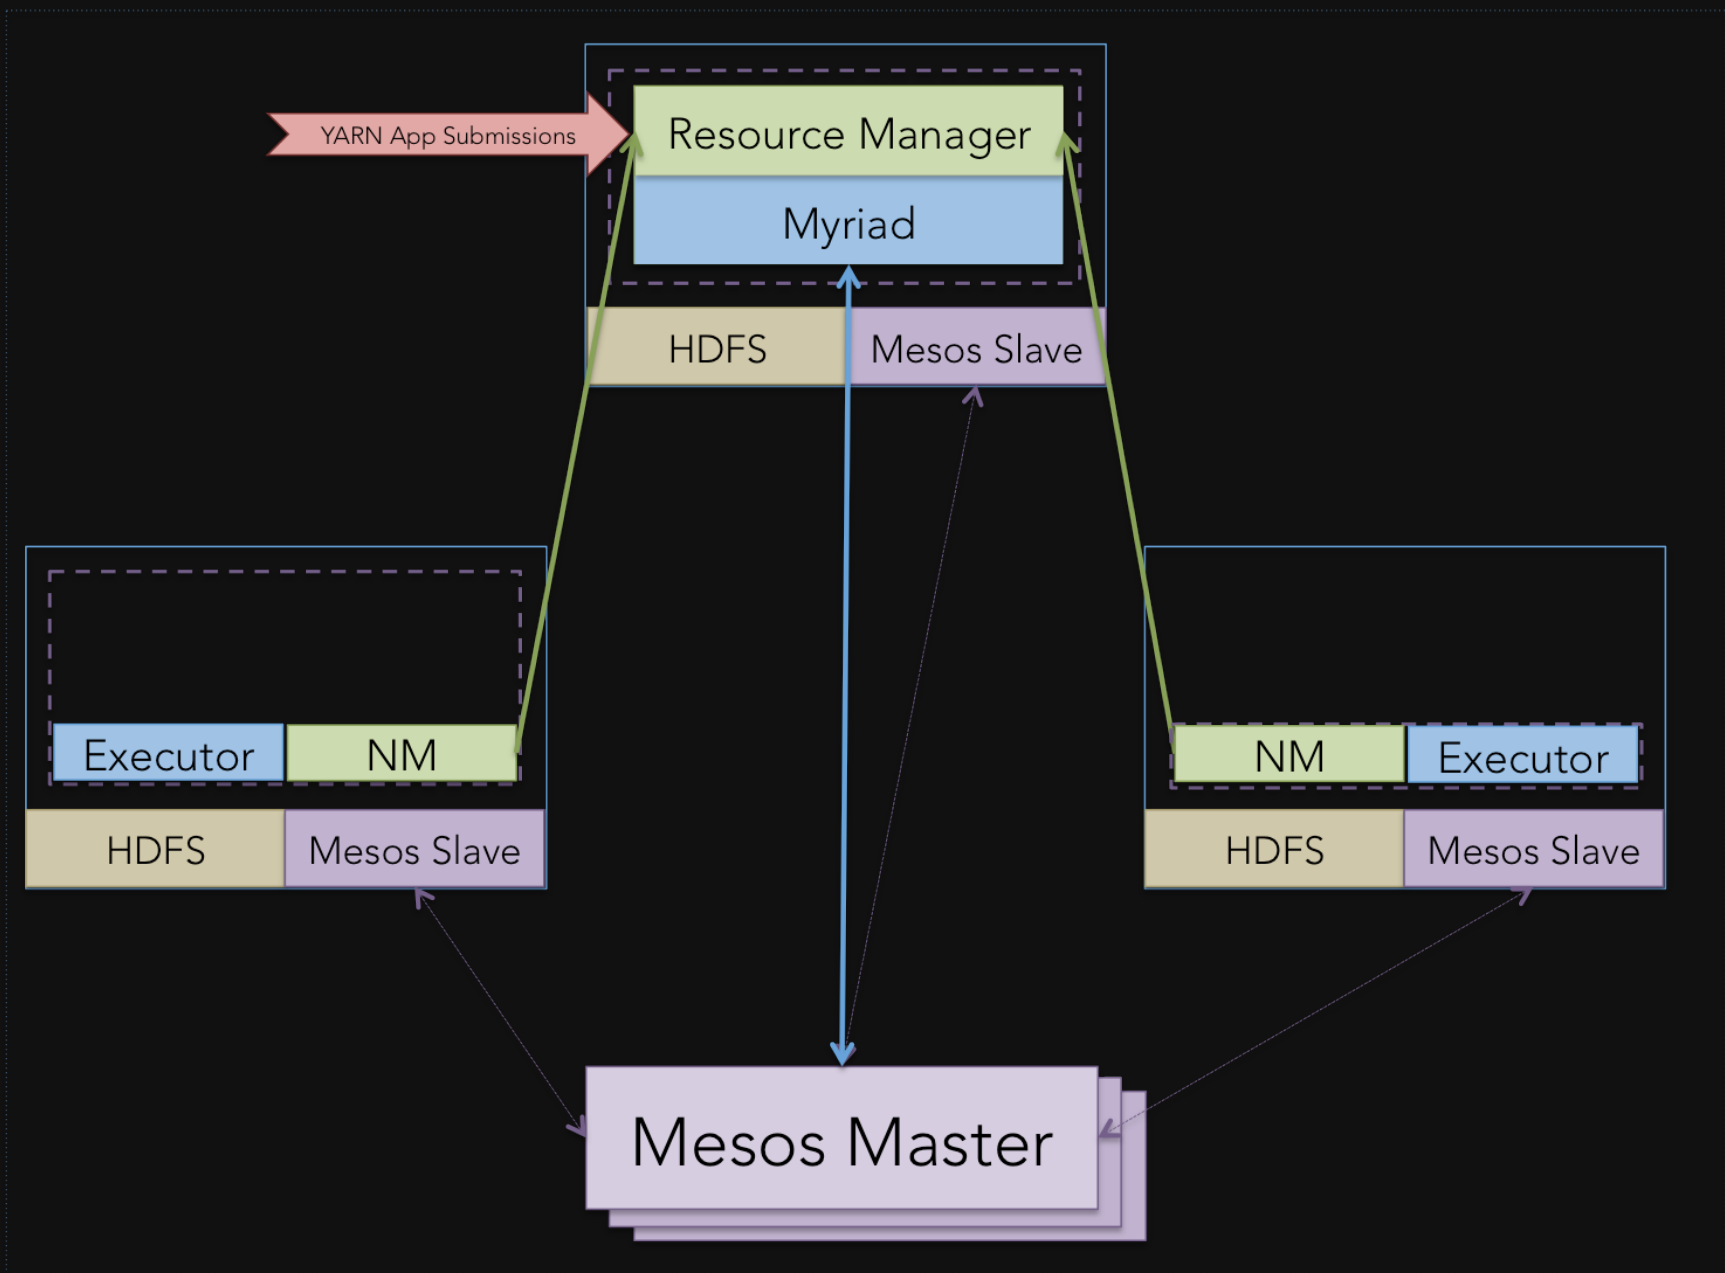 YARN App Submissions
Resource Manager
Myriad
HDFS
Mesos Slave
Executor
NM
HDFS
Mesos Slave
NM
Executor
HDFS
Mesos Slave
Mesos Master